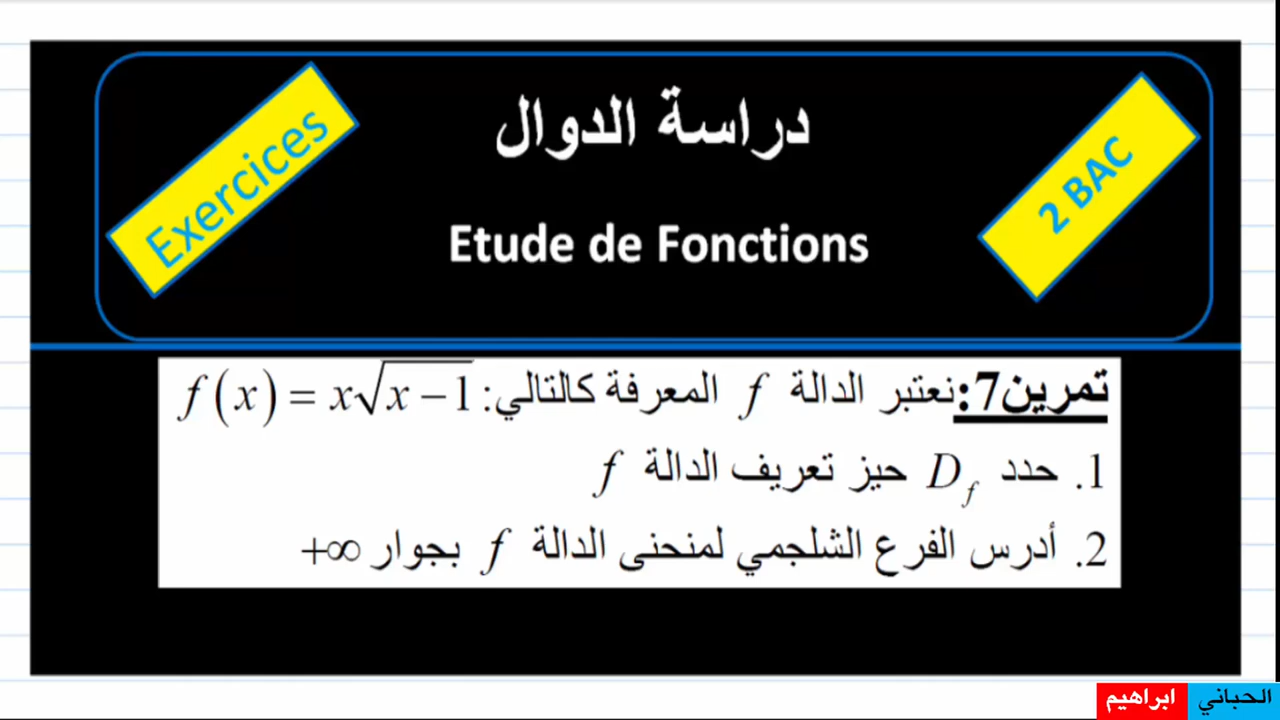 دراسة الدوال
Exercices
2 BAC
Etude de Fonctions
تمرين7: نعتبر الدالة f المعرفة كالتالي: f(x) = x√(x−1)
1. حدد D_f حيز تعريف الدالة f
2. أدرس الفرع الشلجمي لمنحنى الدالة f بجوار +∞
ابراهيم الحباني